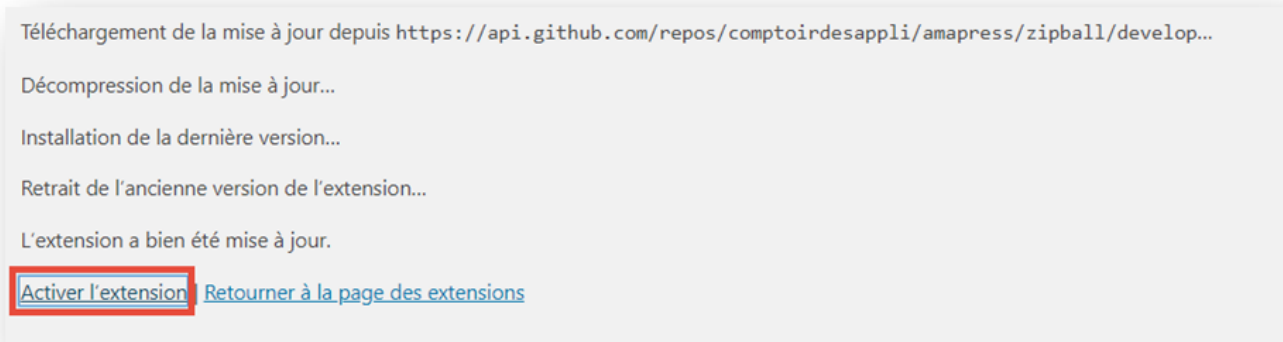 Téléchargement de la mise à jour depuis https://api.github.com/repos/comptoirdesappli/amapress/zipball/develop...
Décompression de la mise à jour...
Installation de la dernière version...
Retrait de l’ancienne version de l’extension...
L’extension a bien été mise à jour.
Activer l’extension | Retourner à la page des extensions